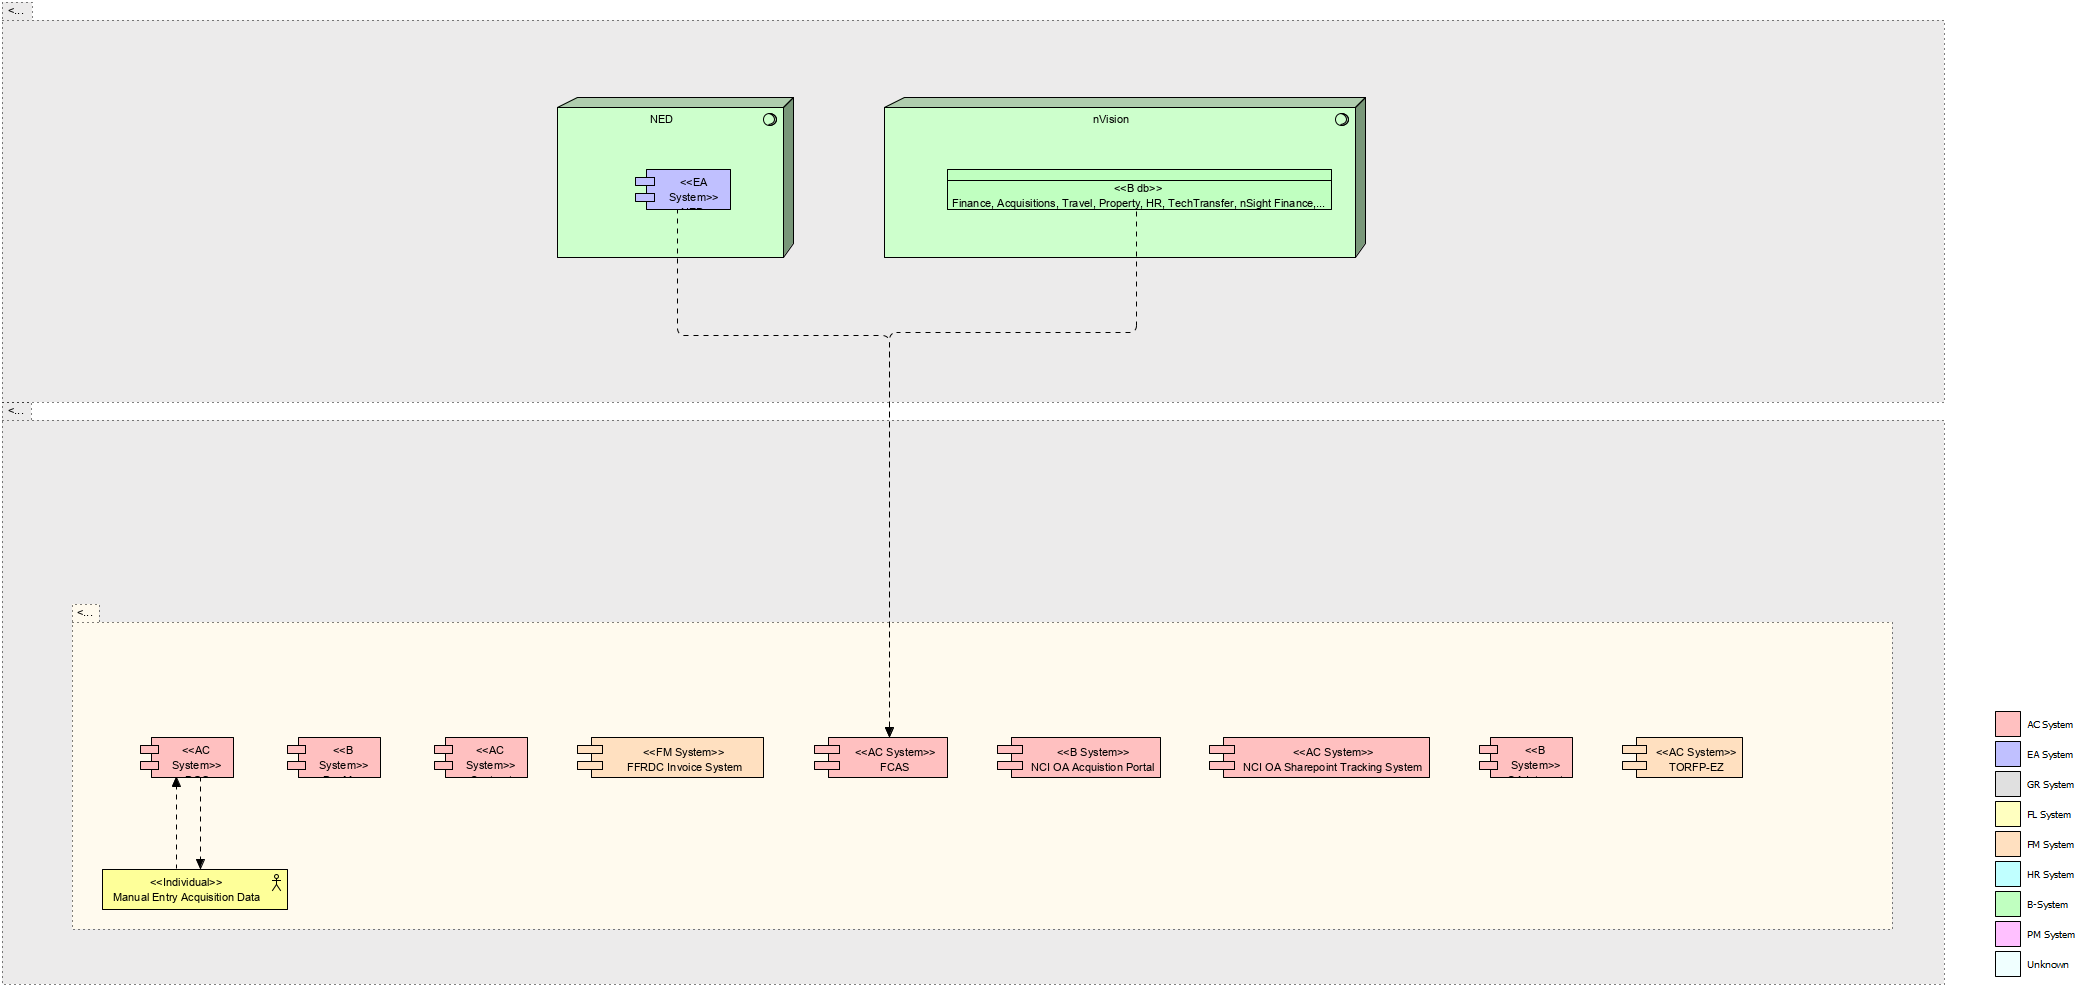 <...
NED
<<EA
System>>
nVision
<<B db>>
Finance, Acquisitions, Travel, Property, HR, TechTransfer, nSight Finance,...
<...
<...
<<AC
System>>
<<B
System>>
<<AC
System>>
<<FM System>>
FFRDC Invoice System
<<AC System>>
FCAS
<<B System>>
NCI OA Acquistion Portal
<<AC System>>
NCI OA Sharepoint Tracking System
<<B
System>>
<<AC System>>
TORFP-EZ
<<Individual>>
Manual Entry Acquisition Data
AC System
EA System
GR System
FL System
FM System
HR System
B-System
PM System
Unknown